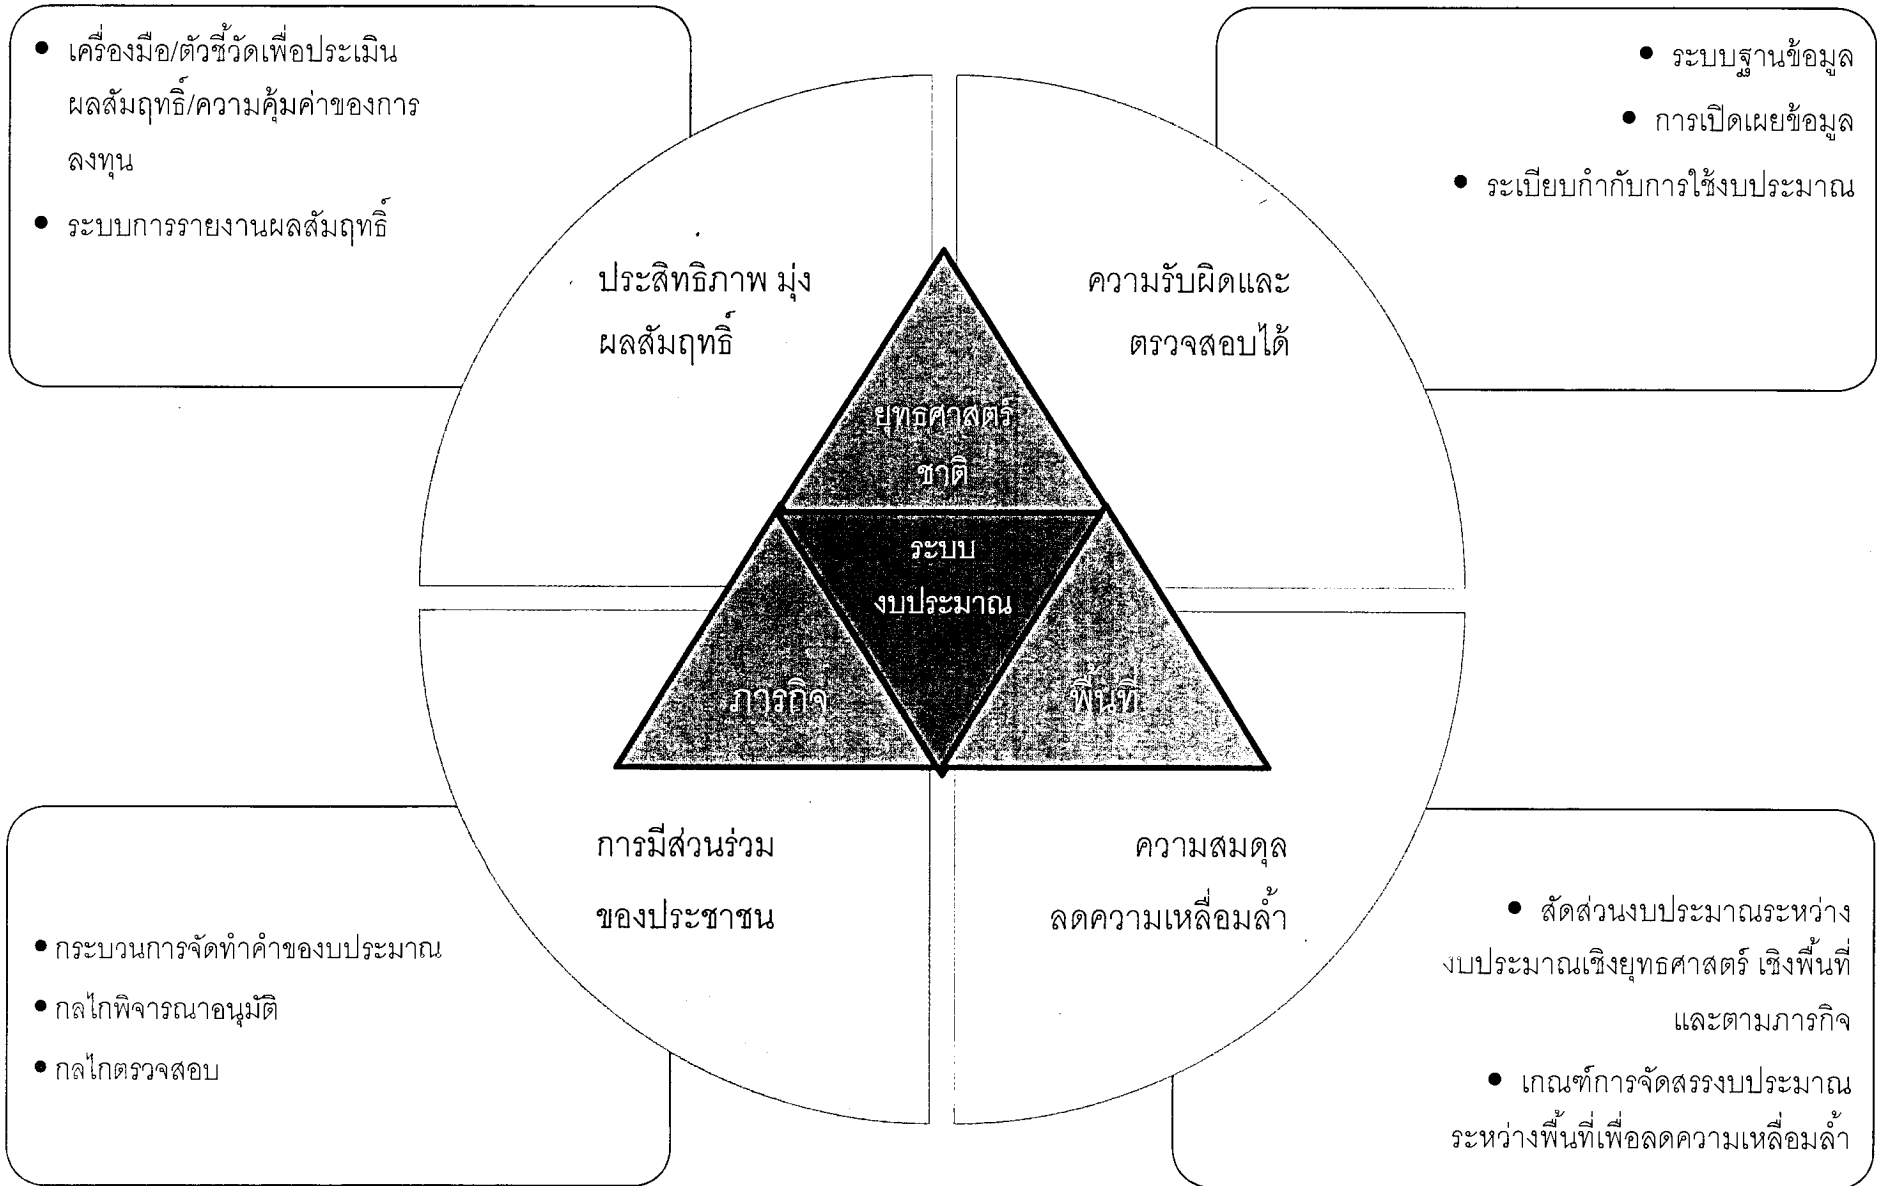 • เครื่องมือ/ตัวชี้วัดเพื่อประเมิน
ผลสัมฤทธิ์/ความคุ้มค่าของการ
ลงทุน
• ระบบการรายงานผลสัมฤทธิ์
• ระบบฐานข้อมูล
• การเปิดเผยข้อมูล
• ระเบียบกำกับการใช้งบประมาณ
ประสิทธิภาพ มุ่ง
ผลสัมฤทธิ์
ความรับผิดและ
ตรวจสอบได้
ยุทธศาสตร์
ชาติ
ระบบ
งบประมาณ
ภารกิจ
พื้นที่
การมีส่วนร่วม
ของประชาชน
ความสมดุล
ลดความเหลื่อมล้ำ
• กระบวนการจัดทำคำของบประมาณ
• กลไกพิจารณาอนุมัติ
• กลไกตรวจสอบ
• สัดส่วนงบประมาณระหว่าง
งบประมาณเชิงยุทธศาสตร์ เชิงพื้นที่
และตามภารกิจ
• เกณฑ์การจัดสรรงบประมาณ
ระหว่างพื้นที่เพื่อลดความเหลื่อมล้ำ